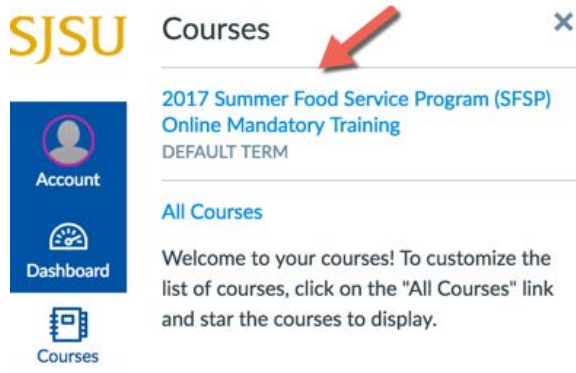 SJSU
Courses
2017 Summer Food Service Program (SFSP)
Online Mandatory Training
DEFAULT TERM
Account
All Courses
Dashboard
Welcome to your courses! To customize the
list of courses, click on the "All Courses" link
and star the courses to display.
Courses